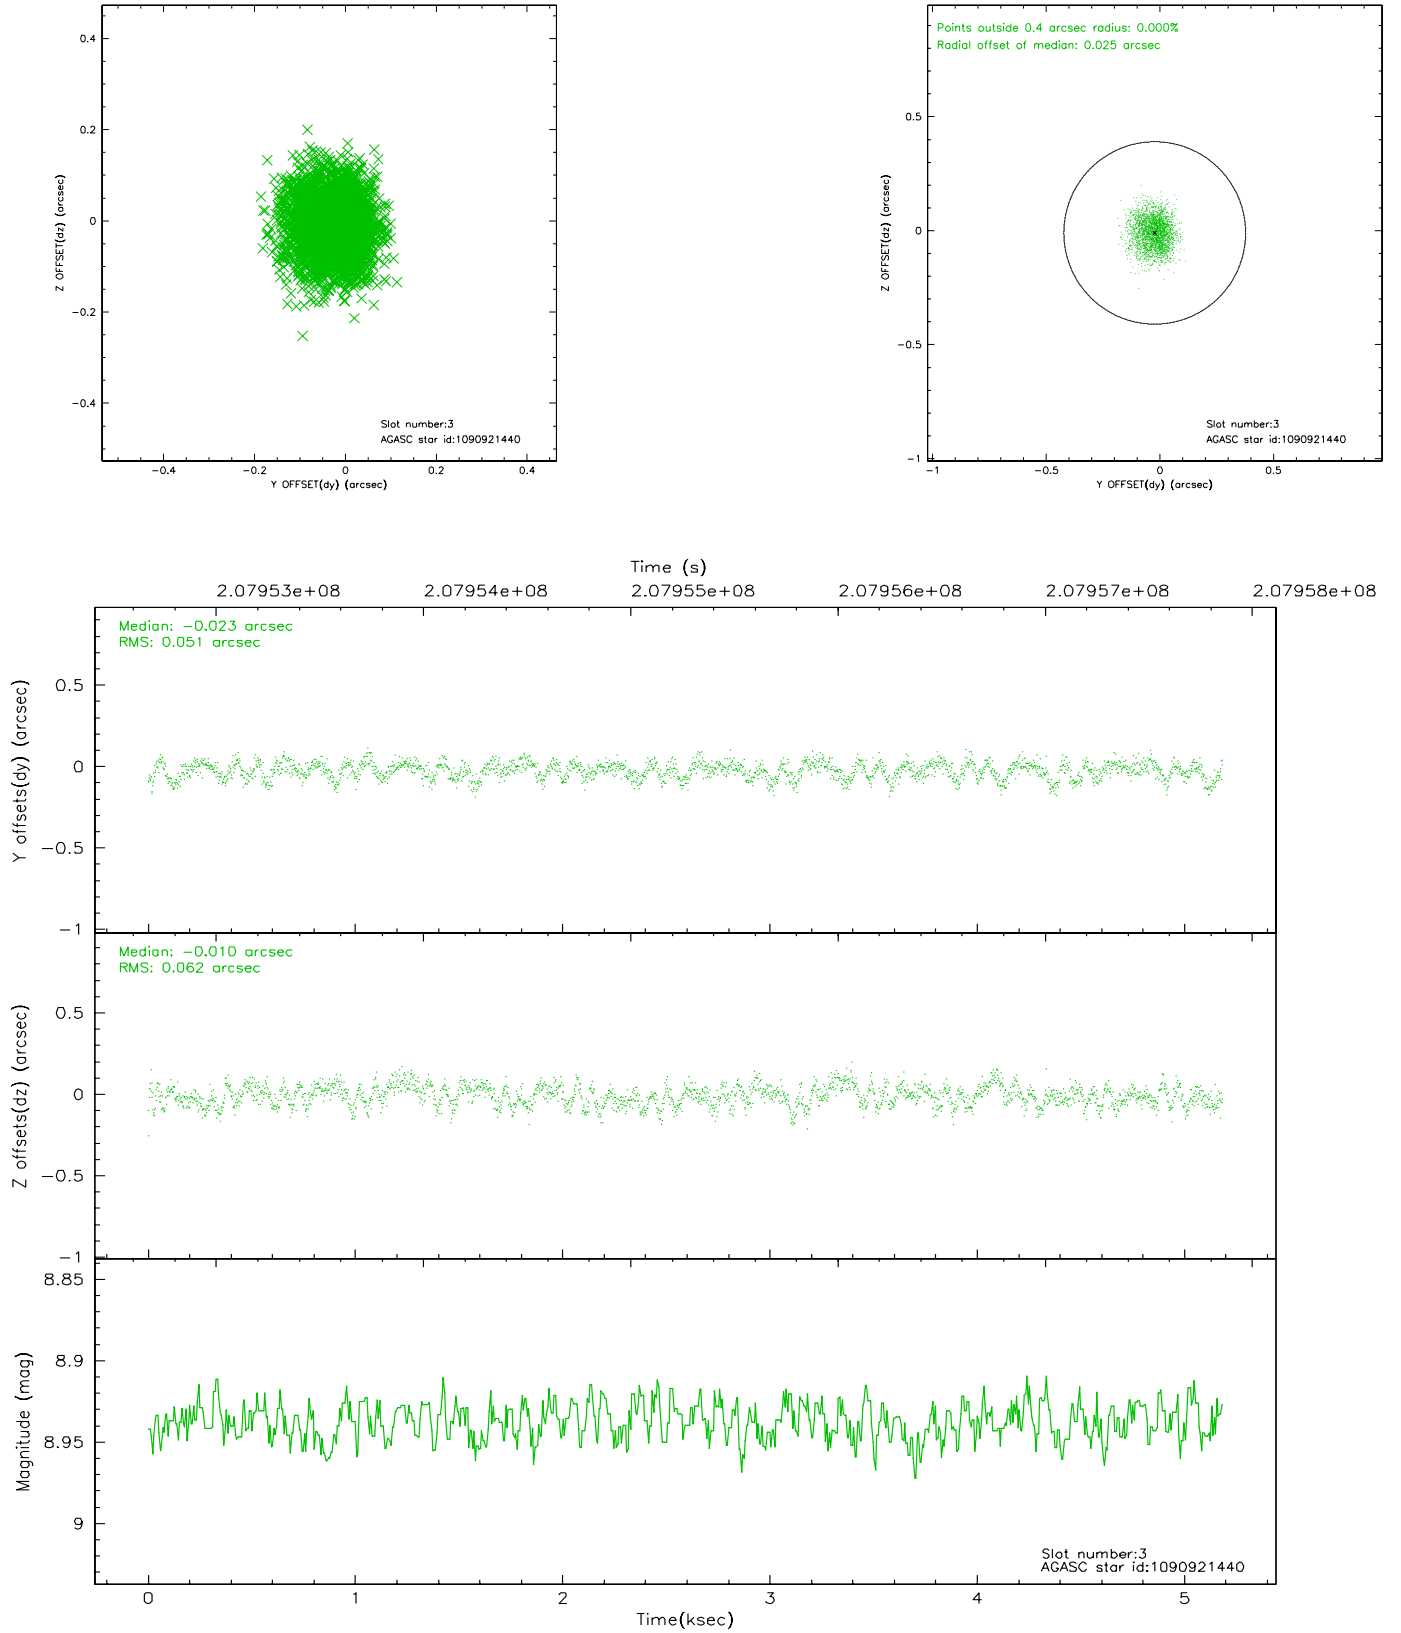 0.4
0.2
0
−0.2
−0.4
Z OFFSET(dz) (arcsec)
Slot number:3
AGASC star id:1090921440
−0.4 −0.2 0 0.2 0.4
Y OFFSET(dy) (arcsec)
Points outside 0.4 arcsec radius: 0.000%
Radial offset of median: 0.025 arcsec
0.5
0
−0.5
−1
Z OFFSET(dz) (arcsec)
Slot number:3
AGASC star id:1090921440
−1 −0.5 0 0.5
Y OFFSET(dy) (arcsec)
Time (s)
2.07953e+08 2.07954e+08 2.07955e+08 2.07956e+08 2.07957e+08 2.07958e+08
Median: −0.023 arcsec
RMS: 0.051 arcsec
0.5
0
−0.5
−1
Y offsets(dy) (arcsec)
Median: −0.010 arcsec
RMS: 0.062 arcsec
0.5
0
−0.5
−1
Z offsets(dz) (arcsec)
8.85
8.9
8.95
9
Magnitude (mag)
Slot number:3
AGASC star id:1090921440
0 1 2 3 4 5
Time(ksec)